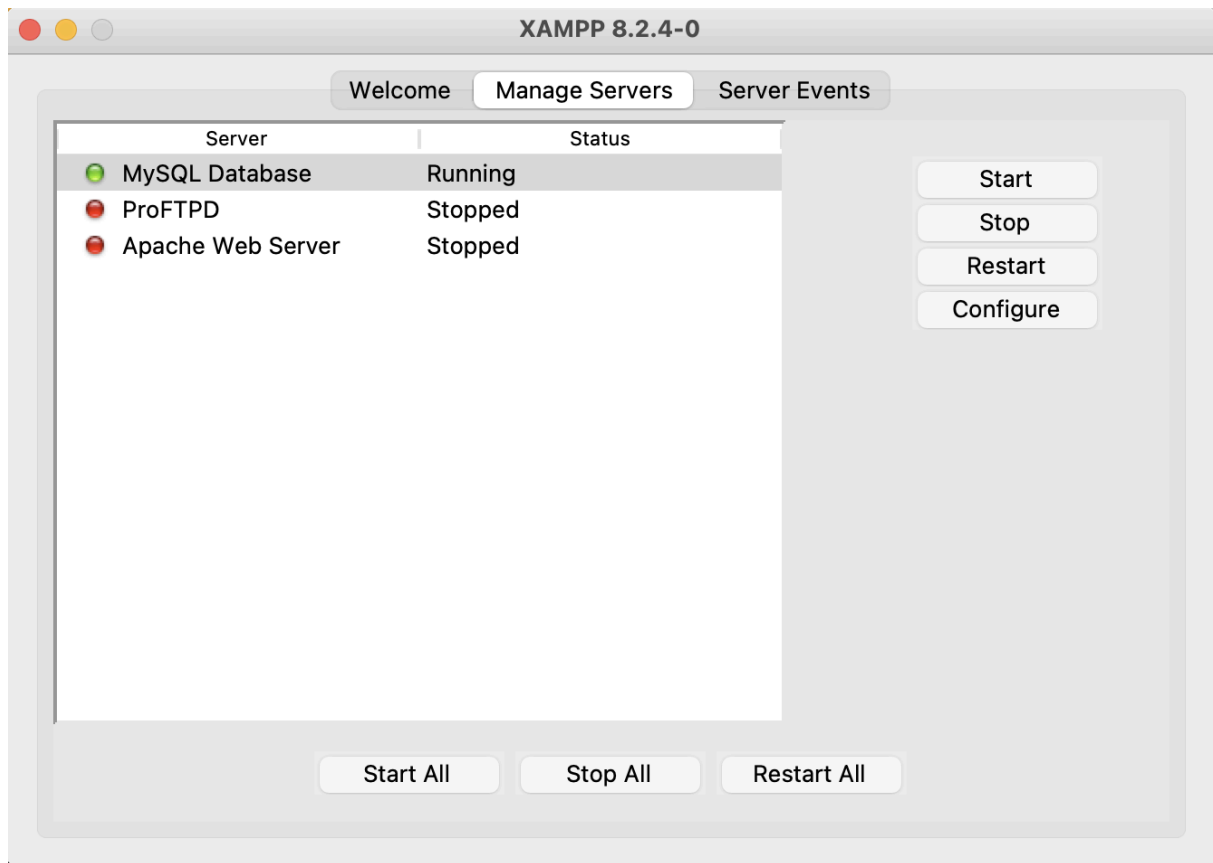 XAMPP 8.2.4-0
Welcome Manage Servers Server Events
Server Status
MySQL Database Running
ProFTPD Stopped
Apache Web Server Stopped
Start
Stop
Restart
Configure
Start All Stop All Restart All